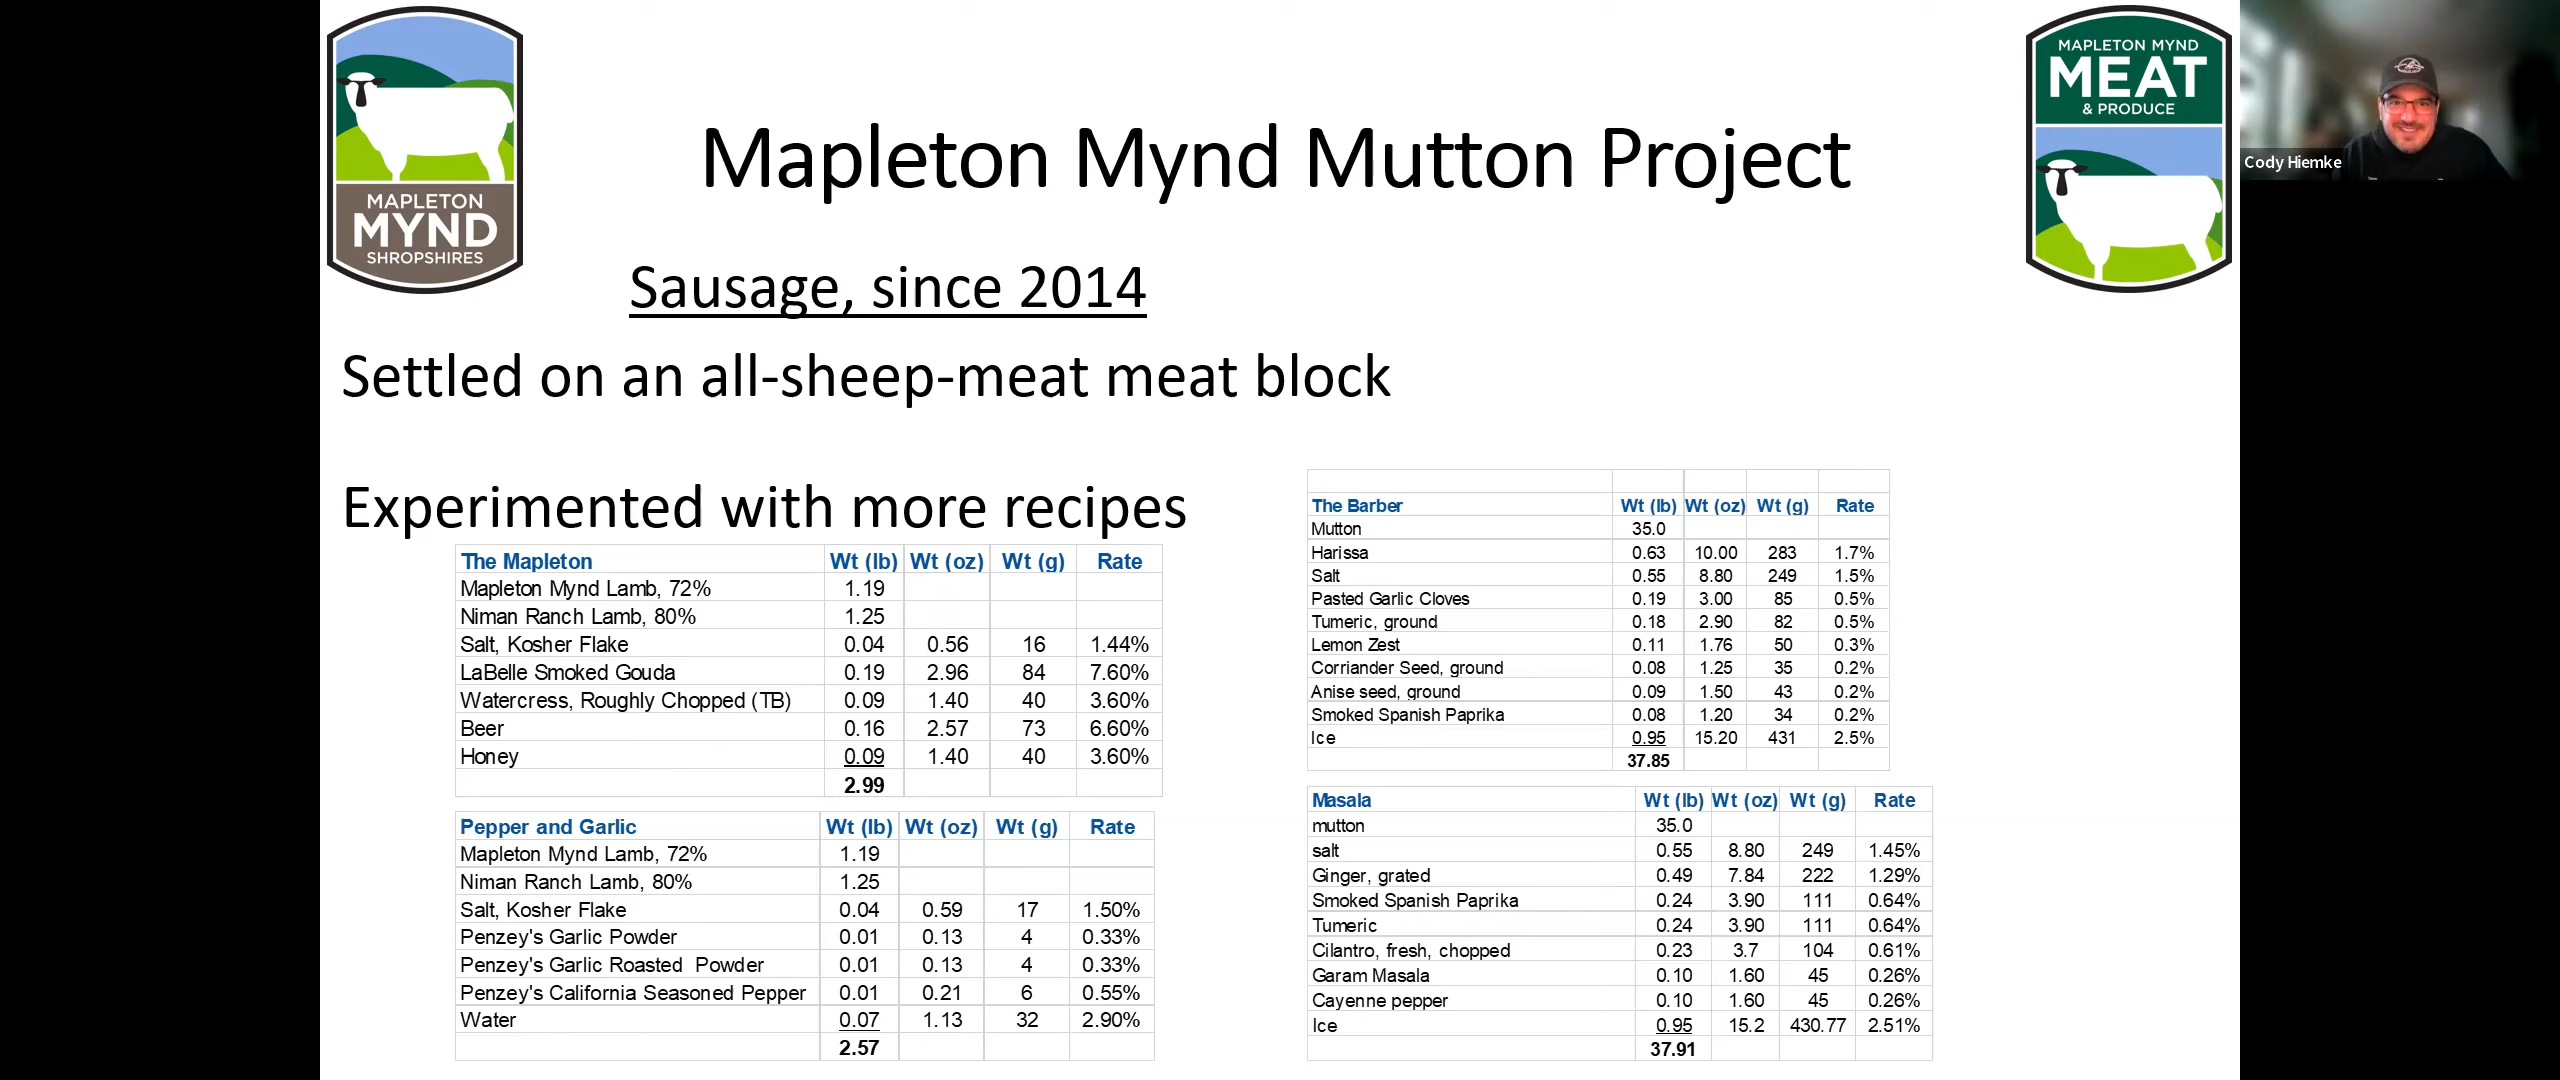 MAPLETON
MYND
SHROPSHIRES
Mapleton Mynd Mutton Project
MAPLETON MYND
MEAT
& PRODUCE
Cody Hiemke
Sausage, since 2014
Settled on an all-sheep-meat meat block
Experimented with more recipes
The Mapleton Wt (lb) Wt (oz) Wt (g) Rate
Mapleton Mynd Lamb, 72% 1.19
Niman Ranch Lamb, 80% 1.25
Salt, Kosher Flake 0.04 0.56 16 1.44%
LaBelle Smoked Gouda 0.19 2.96 84 7.60%
Watercress, Roughly Chopped (TB) 0.09 1.40 40 3.60%
Beer 0.16 2.57 73 6.60%
Honey 0.09 1.40 40 3.60%
2.99
Pepper and Garlic Wt (lb) Wt (oz) Wt (g) Rate
Mapleton Mynd Lamb, 72% 1.19
Niman Ranch Lamb, 80% 1.25
Salt, Kosher Flake 0.04 0.59 17 1.50%
Penzey's Garlic Powder 0.01 0.13 4 0.33%
Penzey's Garlic Roasted Powder 0.01 0.13 4 0.33%
Penzey's California Seasoned Pepper 0.01 0.21 6 0.55%
Water 0.07 1.13 32 2.90%
2.57
The Barber Wt (lb) Wt (oz) Wt (g) Rate
Mutton 35.0
Harissa 0.63 10.00 283 1.7%
Salt 0.55 8.80 249 1.5%
Pasted Garlic Cloves 0.19 3.00 85 0.5%
Tumeric, ground 0.18 2.90 82 0.5%
Lemon Zest 0.11 1.76 50 0.3%
Corriander Seed, ground 0.08 1.25 35 0.2%
Anise seed, ground 0.09 1.50 43 0.2%
Smoked Spanish Paprika 0.08 1.20 34 0.2%
Ice 0.95 15.20 431 2.5%
37.85
Masala Wt (lb) Wt (oz) Wt (g) Rate
mutton 35.0
salt 0.55 8.80 249 1.45%
Ginger, grated 0.49 7.84 222 1.29%
Smoked Spanish Paprika 0.24 3.90 111 0.64%
Tumeric 0.24 3.90 111 0.64%
Cilantro, fresh, chopped 0.23 3.7 104 0.61%
Garam Masala 0.10 1.60 45 0.26%
Cayenne pepper 0.10 1.60 45 0.26%
Ice 0.95 15.2 430.77 2.51%
37.91